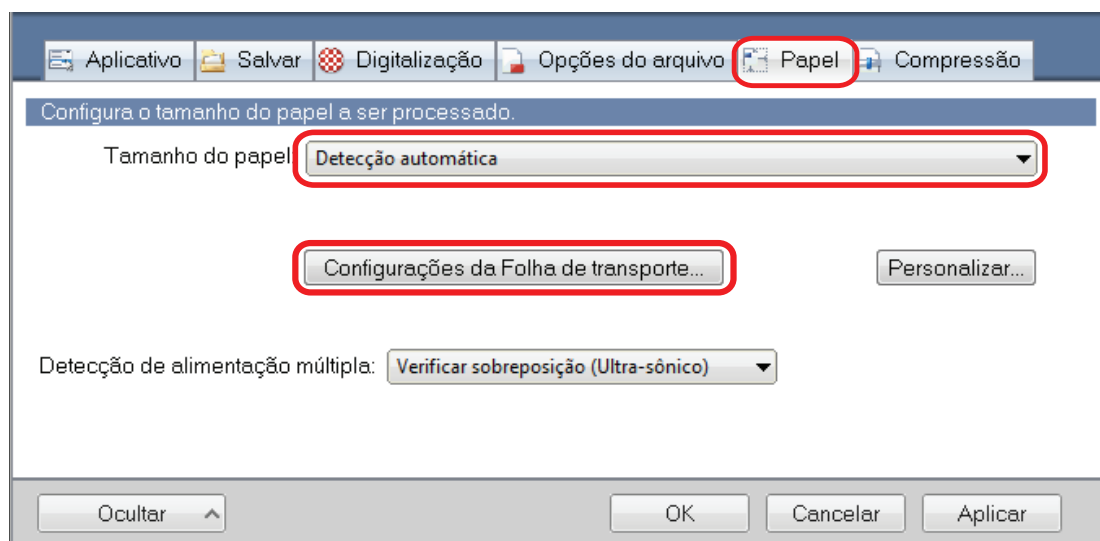 Aplicativo Salvar Digitalização Opções do arquivo Papel Compressão
Configura o tamanho do papel a ser processado.
Tamanho do papel: Detecção automática
Configurações da Folha de transporte... Personalizar...
Detecção de alimentação múltipla: Verificar sobreposição (Ultra-sônico)
Ocultar OK Cancelar Aplicar